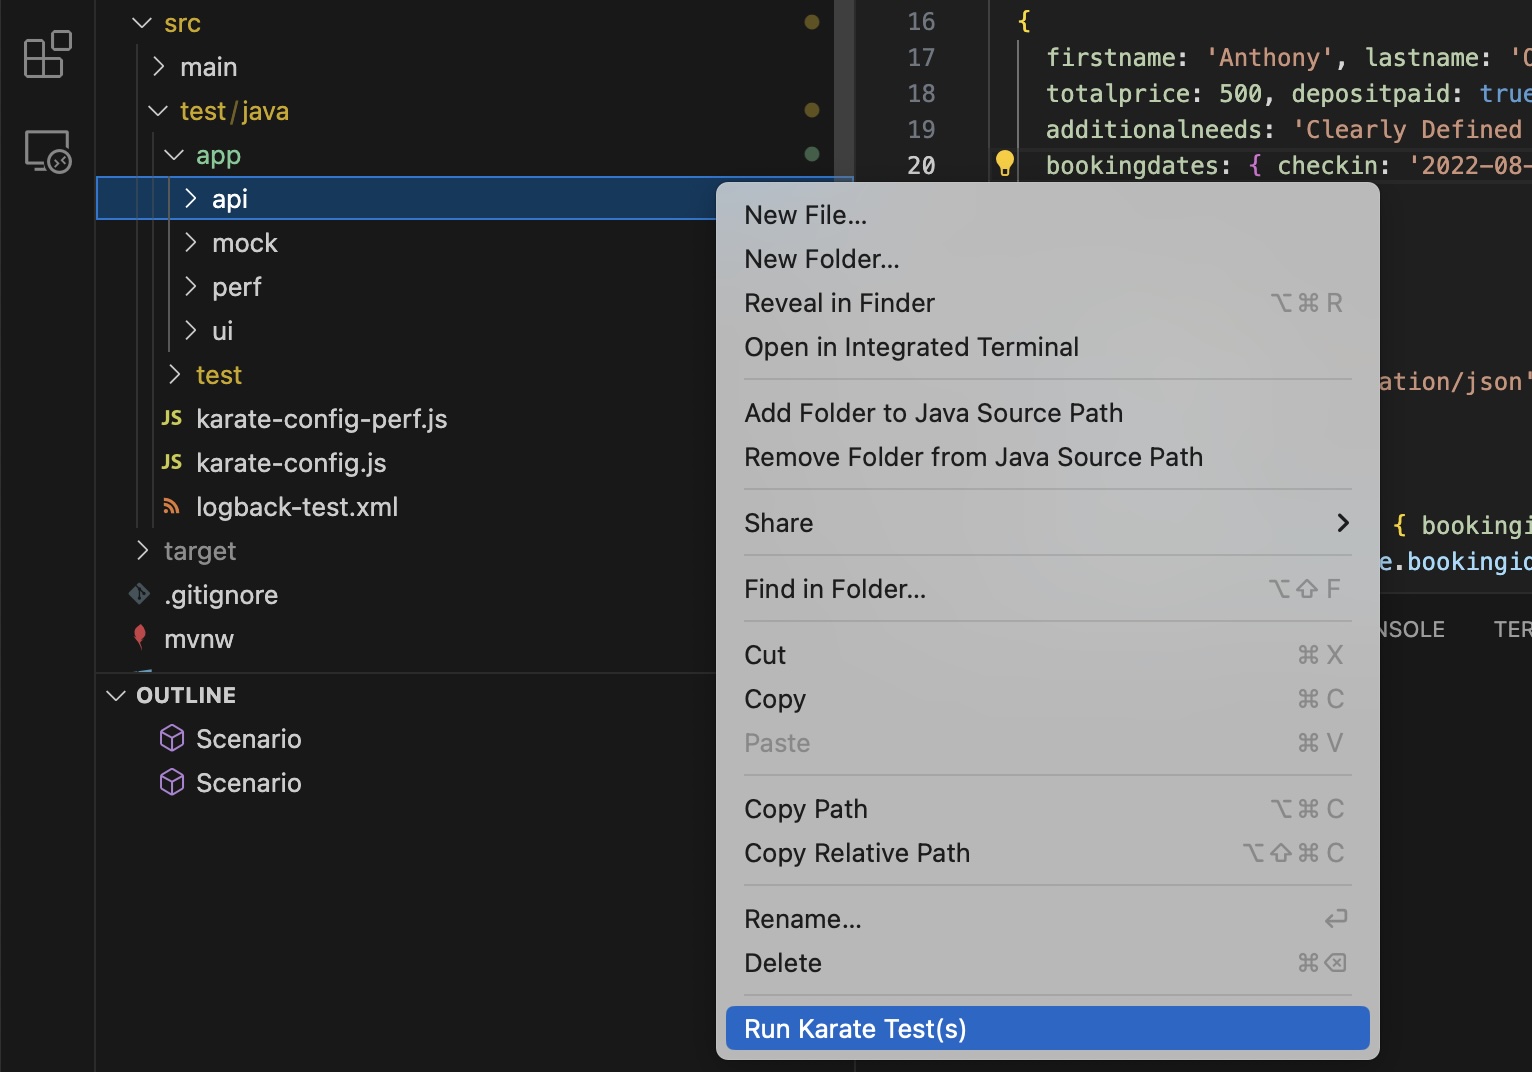 src
main
test/java
app
api
mock
perf
ui
test
JS karate-config-perf.js
JS karate-config.js
logback-test.xml
target
.gitignore
mvnw
OUTLINE
Scenario
Scenario
16 {
17 firstname: 'Anthony', lastname: '
18 totalprice: 500, depositpaid: true
19 additionalneeds: 'Clearly Defined
20 bookingdates: { checkin: '2022-08-
ation/json'
{ bookingi
e.bookingid
NSOLE TER
New File...
New Folder...
Reveal in Finder ⌥⌘R
Open in Integrated Terminal
Add Folder to Java Source Path
Remove Folder from Java Source Path
Share
Find in Folder... ⌥⇧F
Cut ⌘X
Copy ⌘C
Paste ⌘V
Copy Path ⌥⌘C
Copy Relative Path ⌥⇧⌘C
Rename... ↩
Delete ⌘⌫
Run Karate Test(s)